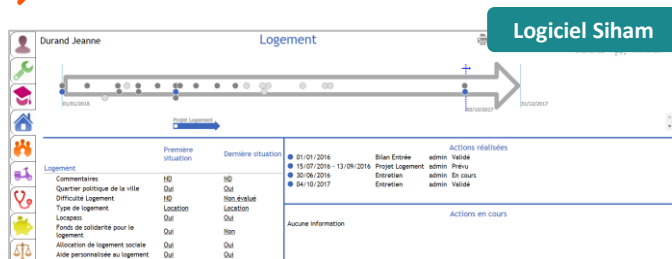 Logiciel Siham
Durand Jeanne
Logement
01/01/2016
03/10/2017
31/12/2017
Projet Logement
Première situation
Dernière situation
Logement
Commentaires ND ND
Quartier politique de la ville Oui Oui
Difficulté Logement ND Non évalué
Type de logement Location Location
Locapass Oui Oui
Fonds de solidarité pour le logement Oui Non
Allocation de logement sociale Oui Oui
Aide personnalisée au logement Oui Oui
Actions réalisées
01/01/2016 Bilan Entrée admin Validé
15/07/2016 - 13/09/2016 Projet Logement admin Prévu
30/06/2016 Entretien admin En cours
04/10/2017 Entretien admin Validé
Actions en cours
Aucune information